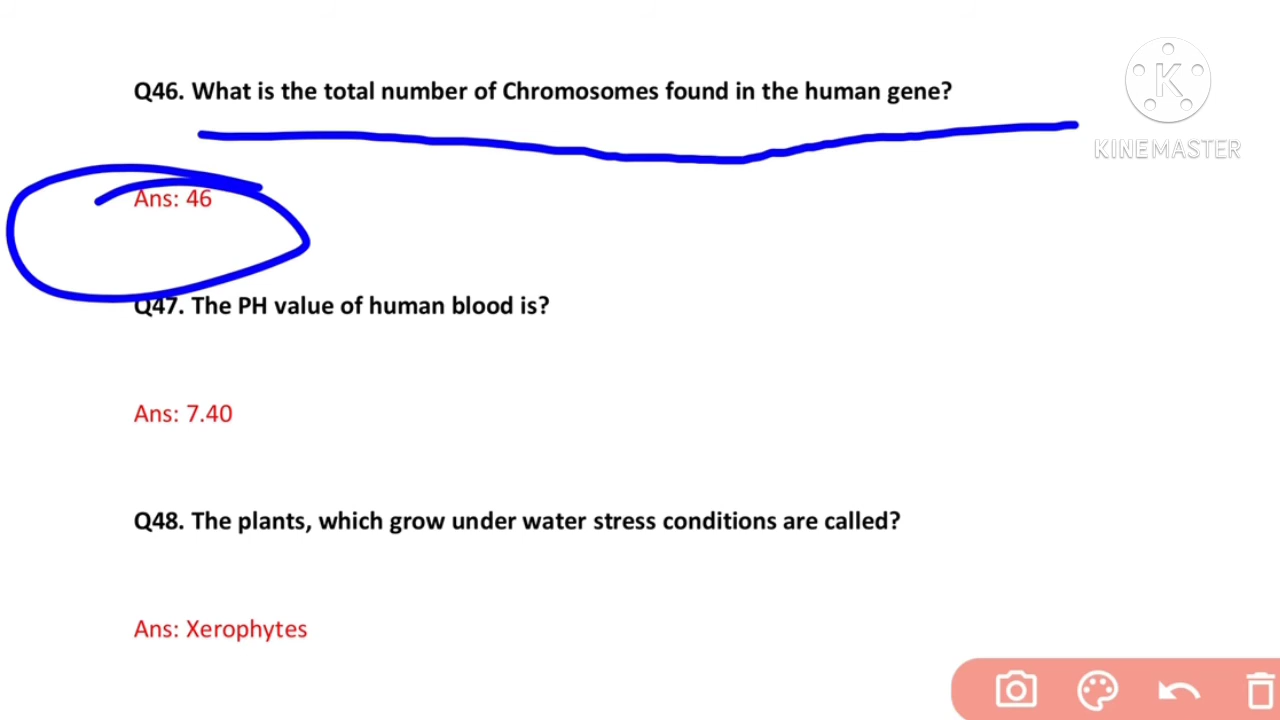 Q46. What is the total number of Chromosomes found in the human gene?
K
KINEMASTER
Ans: 46
Q47. The PH value of human blood is?
Ans: 7.40
Q48. The plants, which grow under water stress conditions are called?
Ans: Xerophytes